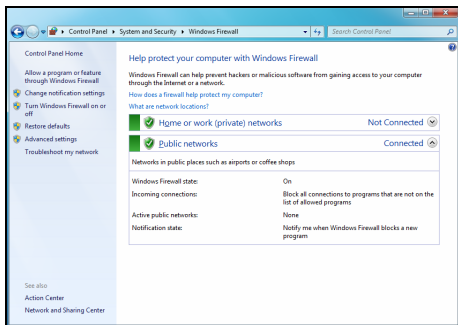 Control Panel ▸ System and Security ▸ Windows Firewall
Search Control Panel
Control Panel Home
Allow a program or feature
through Windows Firewall
Change notification settings
Turn Windows Firewall on or
off
Restore defaults
Advanced settings
Troubleshoot my network
See also
Action Center
Network and Sharing Center
Help protect your computer with Windows Firewall
Windows Firewall can help prevent hackers or malicious software from gaining access to your computer
through the Internet or a network.
How does a firewall help protect my computer?
What are network locations?
Home or work (private) networks Not Connected
Public networks Connected
Networks in public places such as airports or coffee shops
Windows Firewall state: On
Incoming connections: Block all connections to programs that are not on the
list of allowed programs
Active public networks: None
Notification state: Notify me when Windows Firewall blocks a new
program